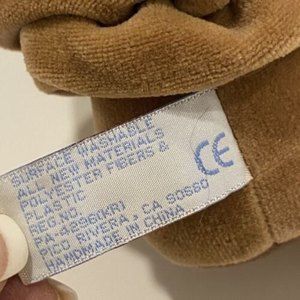 SURFACE WASHABLE
ALL NEW MATERIALS
POLYESTER FIBERS &
PLASTIC
REG.NO.
PA-4296(KR)
PICO RIVERA, CA 90660
HANDMADE IN CHINA
CE